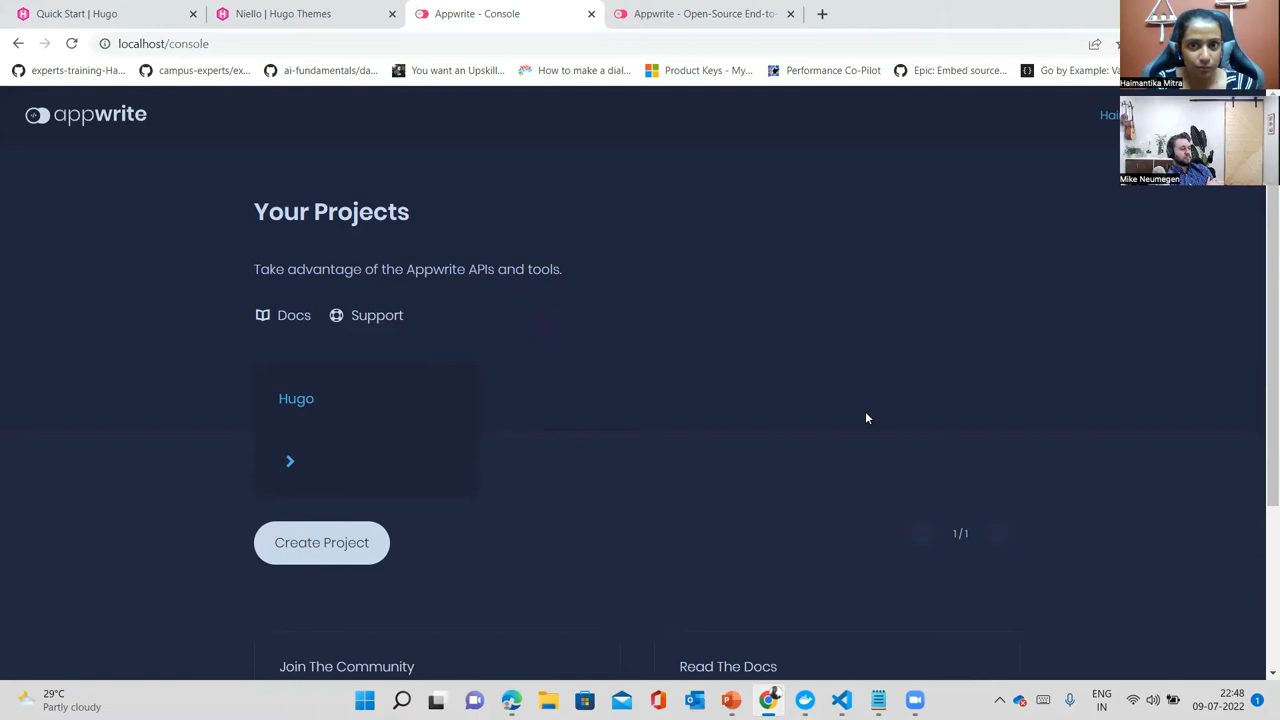 Quick Start | Hugo
Niello | Hugo Themes
Appwrite - Console
Appwrite - Open-Source End-to-
localhost/console
experts-training-Ha...
campus-experts/ex...
ai-fundamentals/da...
You want an Upskil...
How to make a dial...
Product Keys - My...
Performance Co-Pilot
Epic: Embed source...
Go by Example: Va
Haimantika Mitra
Mike Neumegen
appwrite
Hai
Your Projects
Take advantage of the Appwrite APIs and tools.
Docs
Support
Hugo
Create Project
1 / 1
Join The Community
Read The Docs
29°C
Partly cloudy
ENG
IN
22:48
09-07-2022
1